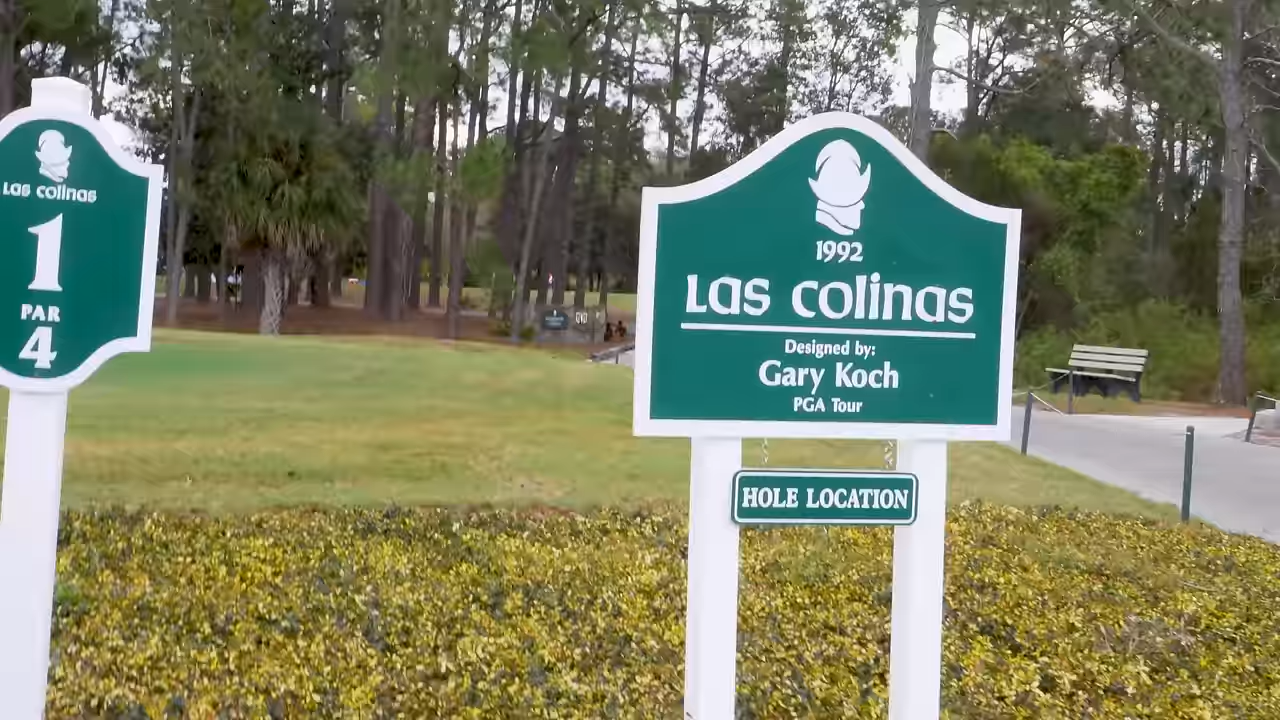 Las Colinas
1
PAR
4
1992
Las Colinas
Designed by:
Gary Koch
PGA Tour
HOLE LOCATION